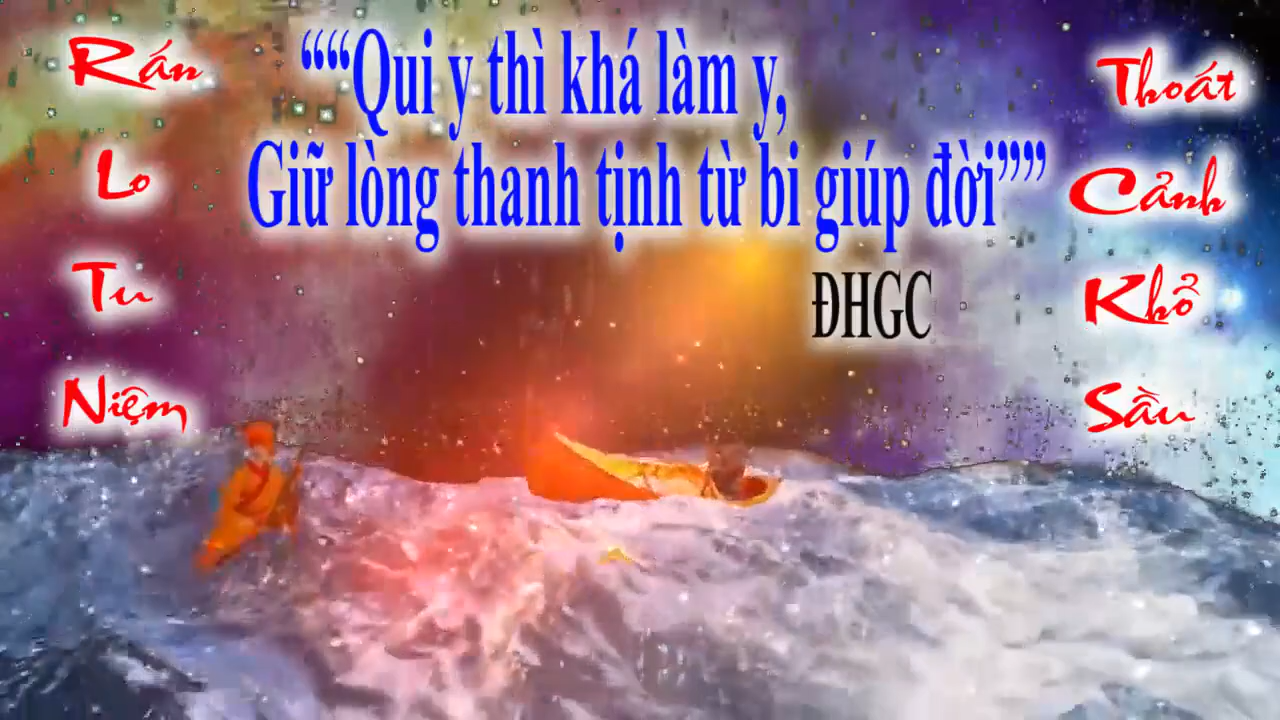 Rấn
Lo
Tu
Niệm
““Qui y thì khá làm y,
Giữ lòng thanh tịnh từ bi giúp đời””
ĐHGC
Thoát
Cảnh
Khổ
Sầu